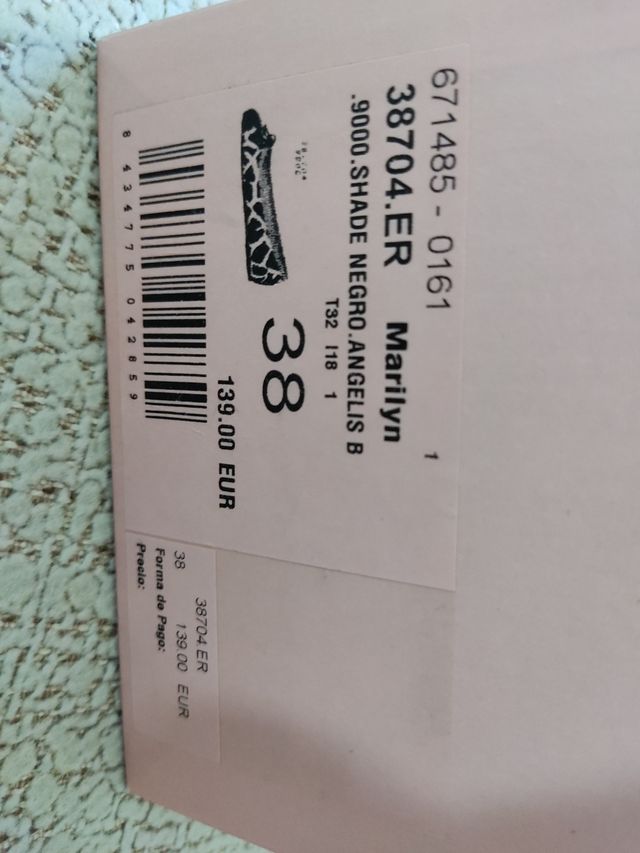 671485 - 0161
38704.ER Marilyn 1
.9000.SHADE NEGRO.ANGELIS B
T32 I18 1
38
139.00 EUR
8 434775 042859
38704.ER
38 139.00 EUR
Forma de Pago:
Precio: